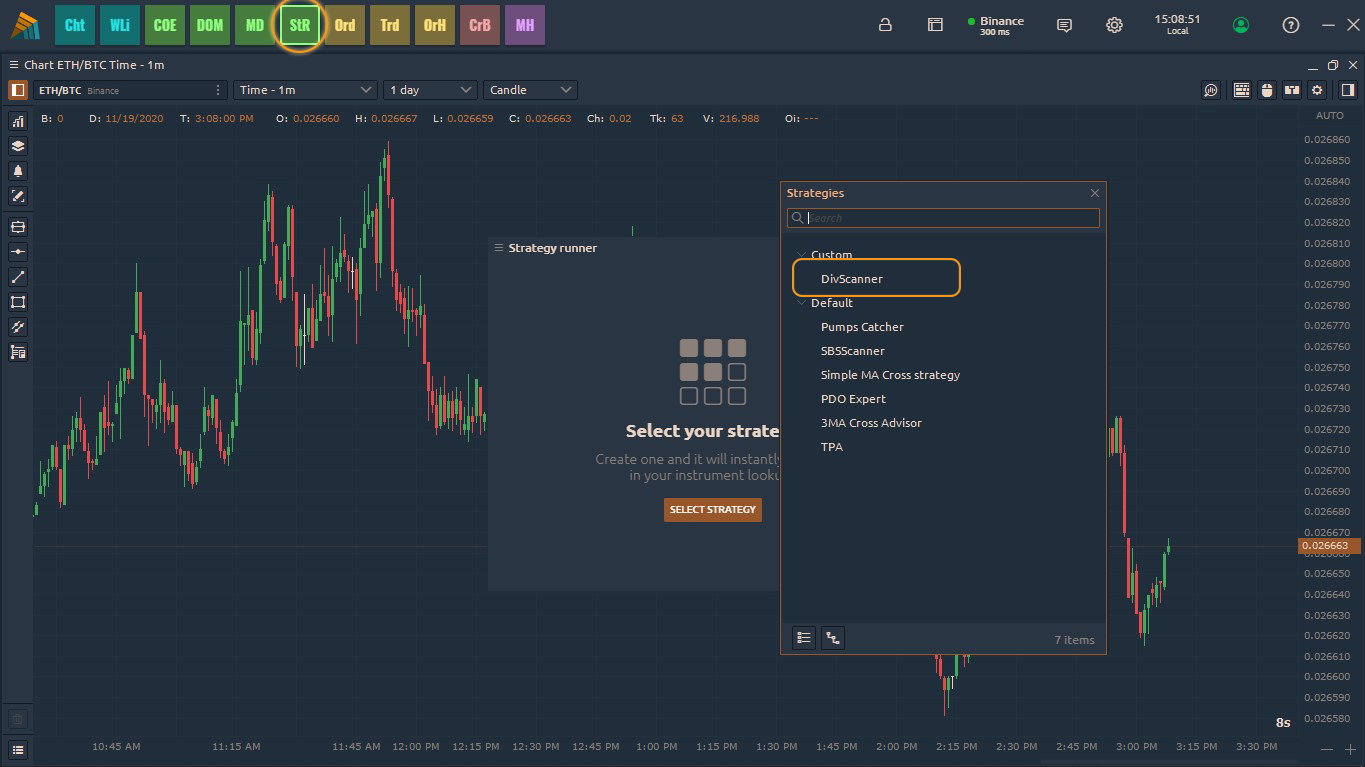 Cht WLi COE DOM MD StR Ord Trd OrH CrB MH
Binance
300 ms
15:08:51
Local
Chart ETH/BTC Time - 1m
ETH/BTC Binance Time - 1m 1 day Candle
B: 0 D: 11/19/2020 T: 3:08:00 PM O: 0.026660 H: 0.026667 L: 0.026659 C: 0.026663 Ch: 0.02 Tk: 63 V: 216.988 Oi: ---
AUTO
0.026860
0.026850
0.026840
0.026830
0.026820
0.026810
0.026800
0.026790
0.026780
0.026770
0.026760
0.026750
0.026740
0.026730
0.026720
0.026710
0.026700
0.026690
0.026680
0.026670
0.026663
0.026650
0.026640
0.026630
0.026620
0.026610
0.026600
0.026590
0.026580
Strategy runner
Select your strate
Create one and it will instantly
in your instrument looku
SELECT STRATEGY
Strategies
Search
Custom
DivScanner
Default
Pumps Catcher
SBSScanner
Simple MA Cross strategy
PDO Expert
3MA Cross Advisor
TPA
7 items
8s
10:45 AM 11:15 AM 11:45 AM 12:00 PM 12:15 PM 12:30 PM 12:45 PM 1:00 PM 1:15 PM 1:30 PM 1:45 PM 2:00 PM 2:15 PM 2:30 PM 2:45 PM 3:00 PM 3:15 PM 3:30 PM